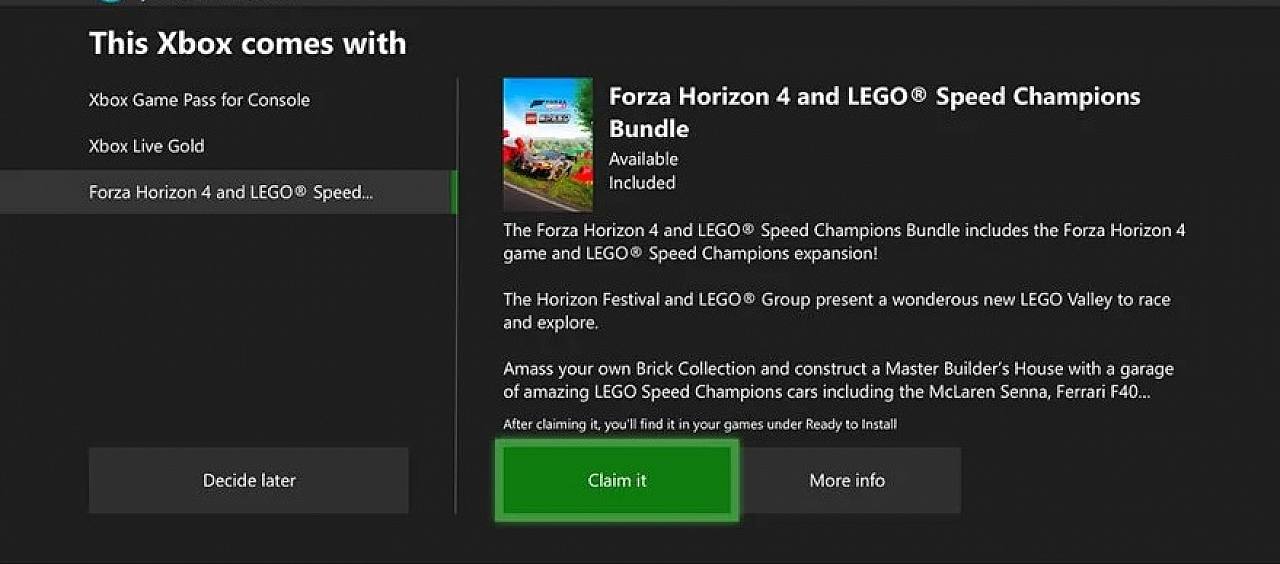 This Xbox comes with
Xbox Game Pass for Console
Xbox Live Gold
Forza Horizon 4 and LEGO® Speed...
Decide later
FORZA
LEGO SPEED
Forza Horizon 4 and LEGO® Speed Champions
Bundle
Available
Included
The Forza Horizon 4 and LEGO® Speed Champions Bundle includes the Forza Horizon 4
game and LEGO® Speed Champions expansion!
The Horizon Festival and LEGO® Group present a wonderous new LEGO Valley to race
and explore.
Amass your own Brick Collection and construct a Master Builder's House with a garage
of amazing LEGO Speed Champions cars including the McLaren Senna, Ferrari F40...
After claiming it, you'll find it in your games under Ready to Install
Claim it
More info